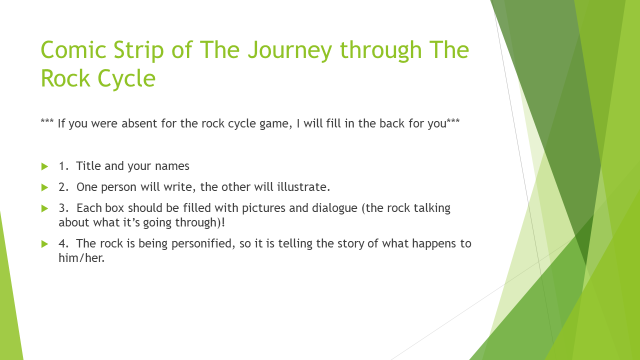 Comic Strip of The Journey through The
Rock Cycle
*** If you were absent for the rock cycle game, I will fill in the back for you***
1. Title and your names
2. One person will write, the other will illustrate.
3. Each box should be filled with pictures and dialogue (the rock talking
about what it’s going through)!
4. The rock is being personified, so it is telling the story of what happens to
him/her.